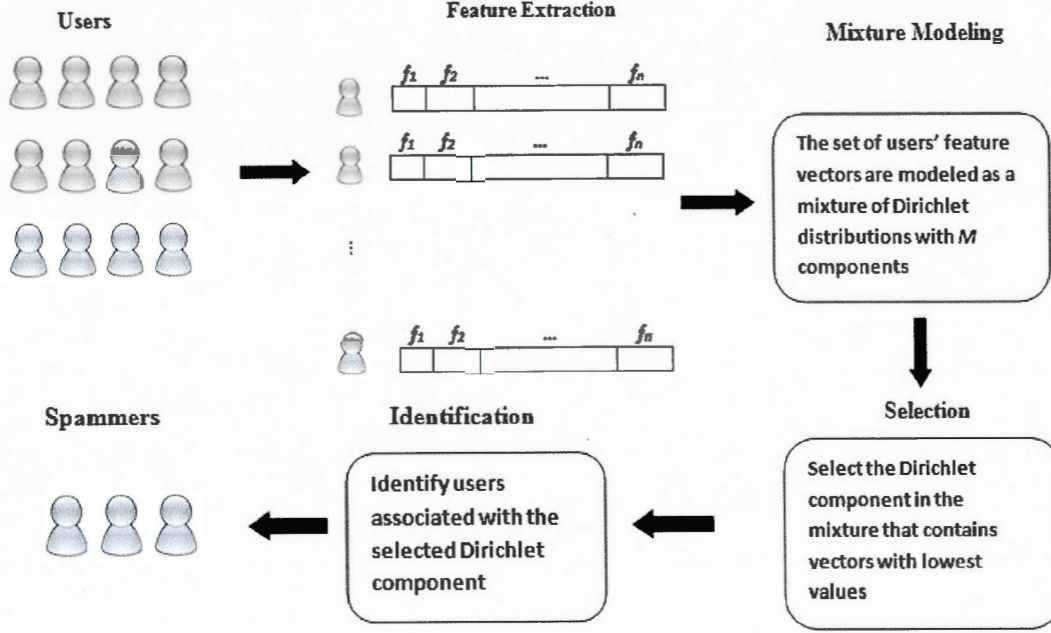 Users
Feature Extraction
Mixture Modeling
f1 f2 ... fn
f1 f2 ... fn
⋮
f1 f2 ... fn
The set of users' feature
vectors are modeled as a
mixture of Dirichlet
distributions with M
components
Selection
Select the Dirichlet
component in the
mixture that contains
vectors with lowest
values
Identification
Identify users
associated with the
selected Dirichlet
component
Spammers